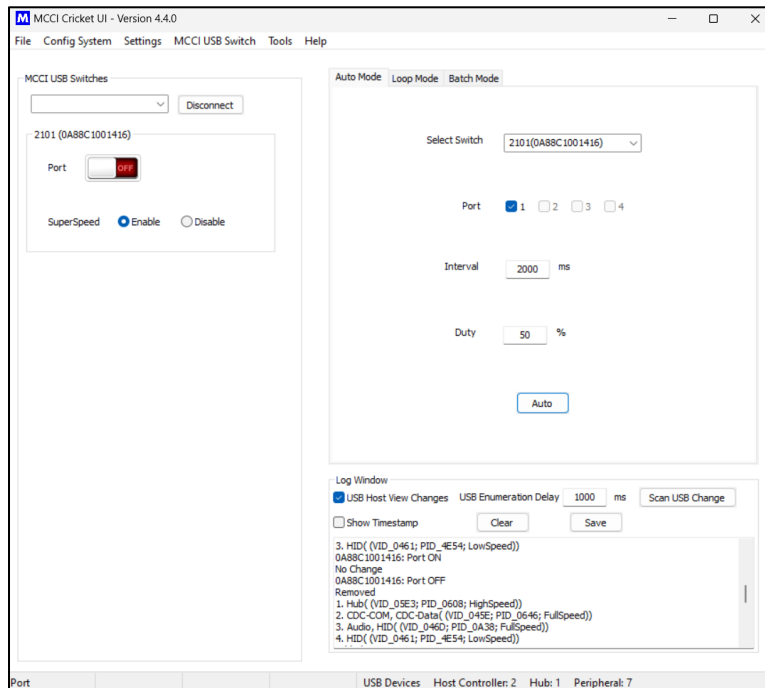 MCCI Cricket UI - Version 4.4.0
File Config System Settings MCCI USB Switch Tools Help
MCCI USB Switches
Disconnect
2101 (0A88C1001416)
Port OFF
SuperSpeed Enable Disable
Auto Mode Loop Mode Batch Mode
Select Switch 2101(0A88C1001416)
Port 1 2 3 4
Interval 2000 ms
Duty 50 %
Auto
Log Window
USB Host View Changes USB Enumeration Delay 1000 ms Scan USB Change
Show Timestamp Clear Save
3. HID( (VID_0461; PID_4E54; LowSpeed))
0A88C1001416: Port ON
No Change
0A88C1001416: Port OFF
Removed
1. Hub( (VID_05E3; PID_0608; HighSpeed))
2. CDC-COM, CDC-Data( (VID_045E; PID_0646; FullSpeed))
3. Audio, HID( (VID_046D; PID_0A38; FullSpeed))
4. HID( (VID_0461; PID_4E54; LowSpeed))
Port USB Devices Host Controller: 2 Hub: 1 Peripheral: 7